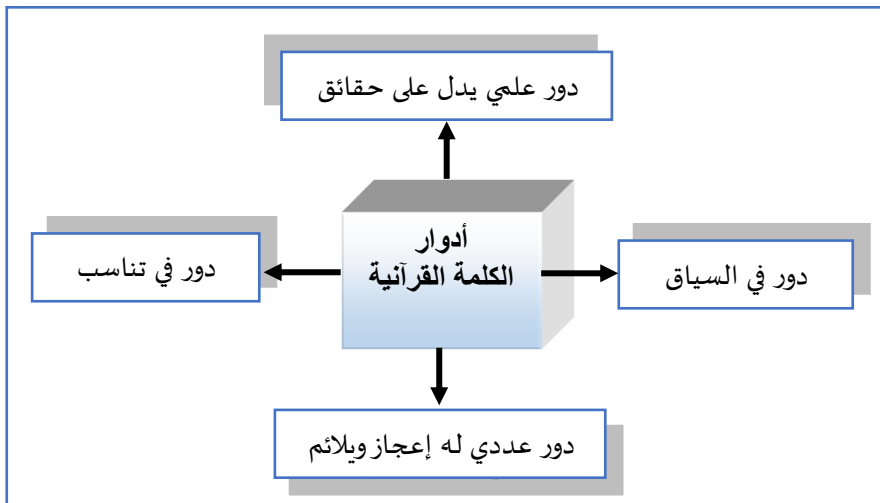 دور علمي يدل على حقائق
أدوار
الكلمة القرآنية
دور في السياق
دور في تناسب
دور عددي له إعجاز ويلائم